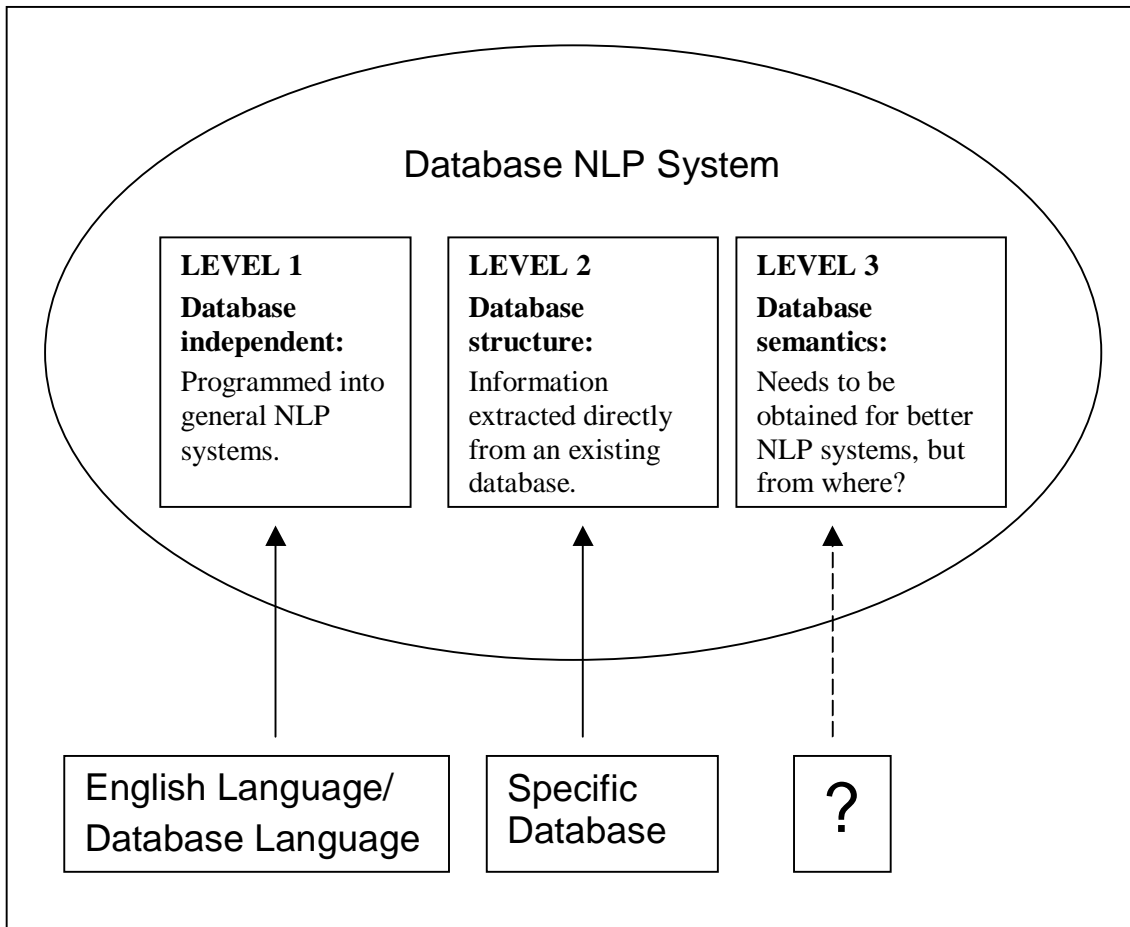 Database NLP System
LEVEL 1
Database
independent:
Programmed into
general NLP
systems.
LEVEL 2
Database
structure:
Information
extracted directly
from an existing
database.
LEVEL 3
Database
semantics:
Needs to be
obtained for better
NLP systems, but
from where?
English Language/
Database Language
Specific
Database
?